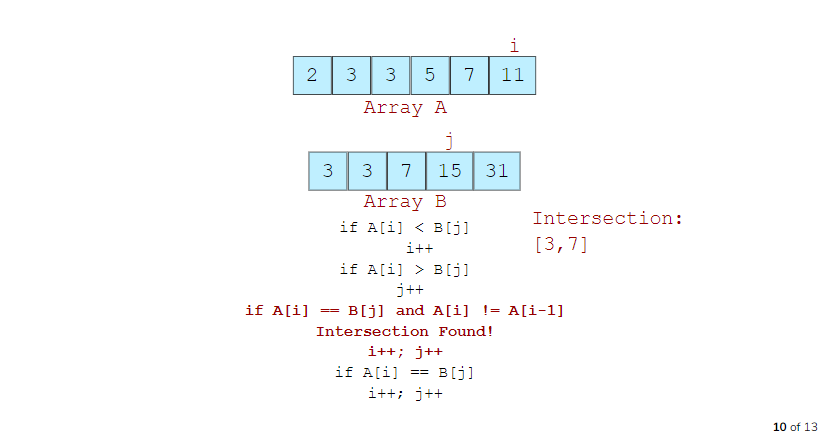 i
2 3 3 5 7 11
Array A
j
3 3 7 15 31
Array B
if A[i] < B[j]
i++
if A[i] > B[j]
j++
if A[i] == B[j] and A[i] != A[i-1]
Intersection Found!
i++; j++
if A[i] == B[j]
i++; j++
Intersection:
[3,7]
10 of 13